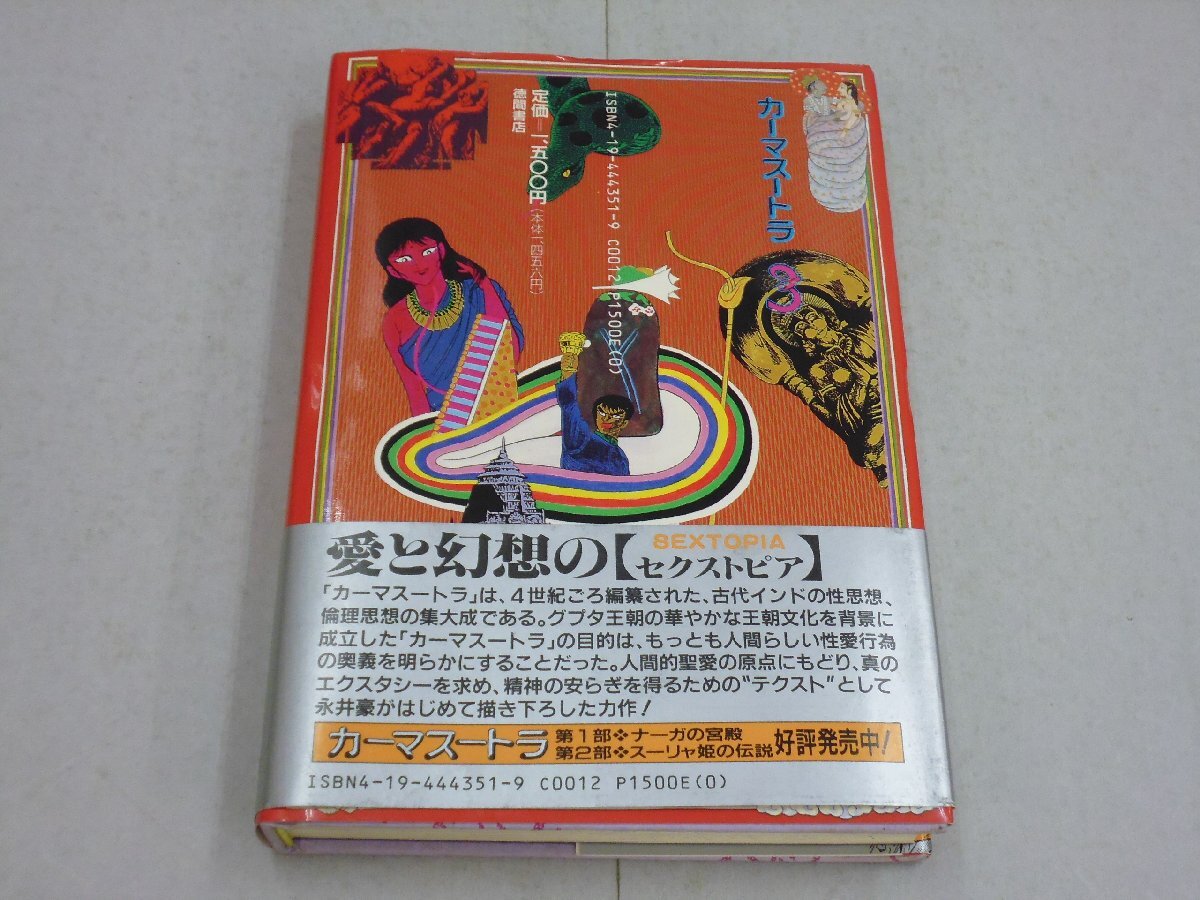 カーマスートラ
3
ISBN4-19-444351-9 C0012 P1500E(0)
定価=一、五〇〇円(本体一、四五六円)
徳間書店
愛と幻想の【セクストピア】
SEXTOPIA
「カーマスートラ」は、4世紀ごろ編纂された、古代インドの性思想、
倫理思想の集大成である。グプタ王朝の華やかな王朝文化を背景に
成立した「カーマスートラ」の目的は、もっとも人間らしい性愛行為
の奥義を明らかにすることだった。人間的聖愛の原点にもどり、真の
エクスタシーを求め、精神の安らぎを得るための"テクスト"として
永井豪がはじめて描き下ろした力作!
カーマスートラ 第1部❖ナーガの宮殿 好評発売中!
第2部❖スーリャ姫の伝説
ISBN4-19-444351-9 C0012 P1500E(0)